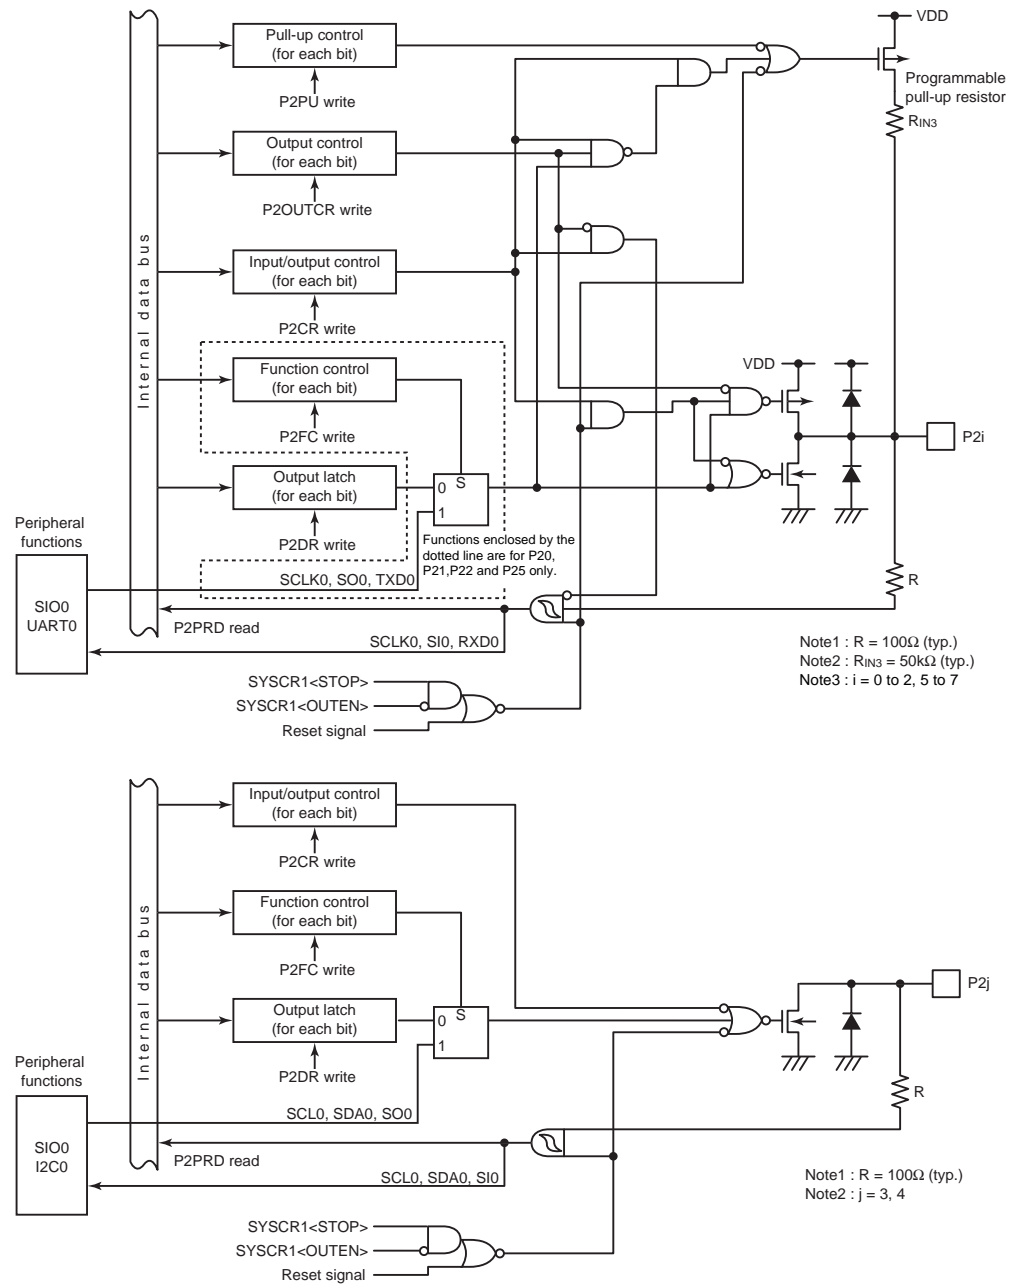 VDD
Pull-up control
(for each bit)
P2PU write
Programmable
pull-up resistor
RIN3
Output control
(for each bit)
P2OUTCR write
Internal data bus
Input/output control
(for each bit)
P2CR write
Function control
(for each bit)
P2FC write
VDD
P2i
Output latch
(for each bit)
P2DR write
0
S
1
Functions enclosed by the
dotted line are for P20,
P21,P22 and P25 only.
Peripheral
functions
SIO0
UART0
SCLK0, SO0, TXD0
R
P2PRD read
SCLK0, SI0, RXD0
Note1 : R = 100Ω (typ.)
Note2 : RIN3 = 50kΩ (typ.)
Note3 : i = 0 to 2, 5 to 7
SYSCR1<STOP>
SYSCR1<OUTEN>
Reset signal
Internal data bus
Input/output control
(for each bit)
P2CR write
Function control
(for each bit)
P2FC write
P2j
Output latch
(for each bit)
P2DR write
0
S
1
Peripheral
functions
SIO0
I2C0
SCL0, SDA0, SO0
R
P2PRD read
SCL0, SDA0, SI0
Note1 : R = 100Ω (typ.)
Note2 : j = 3, 4
SYSCR1<STOP>
SYSCR1<OUTEN>
Reset signal